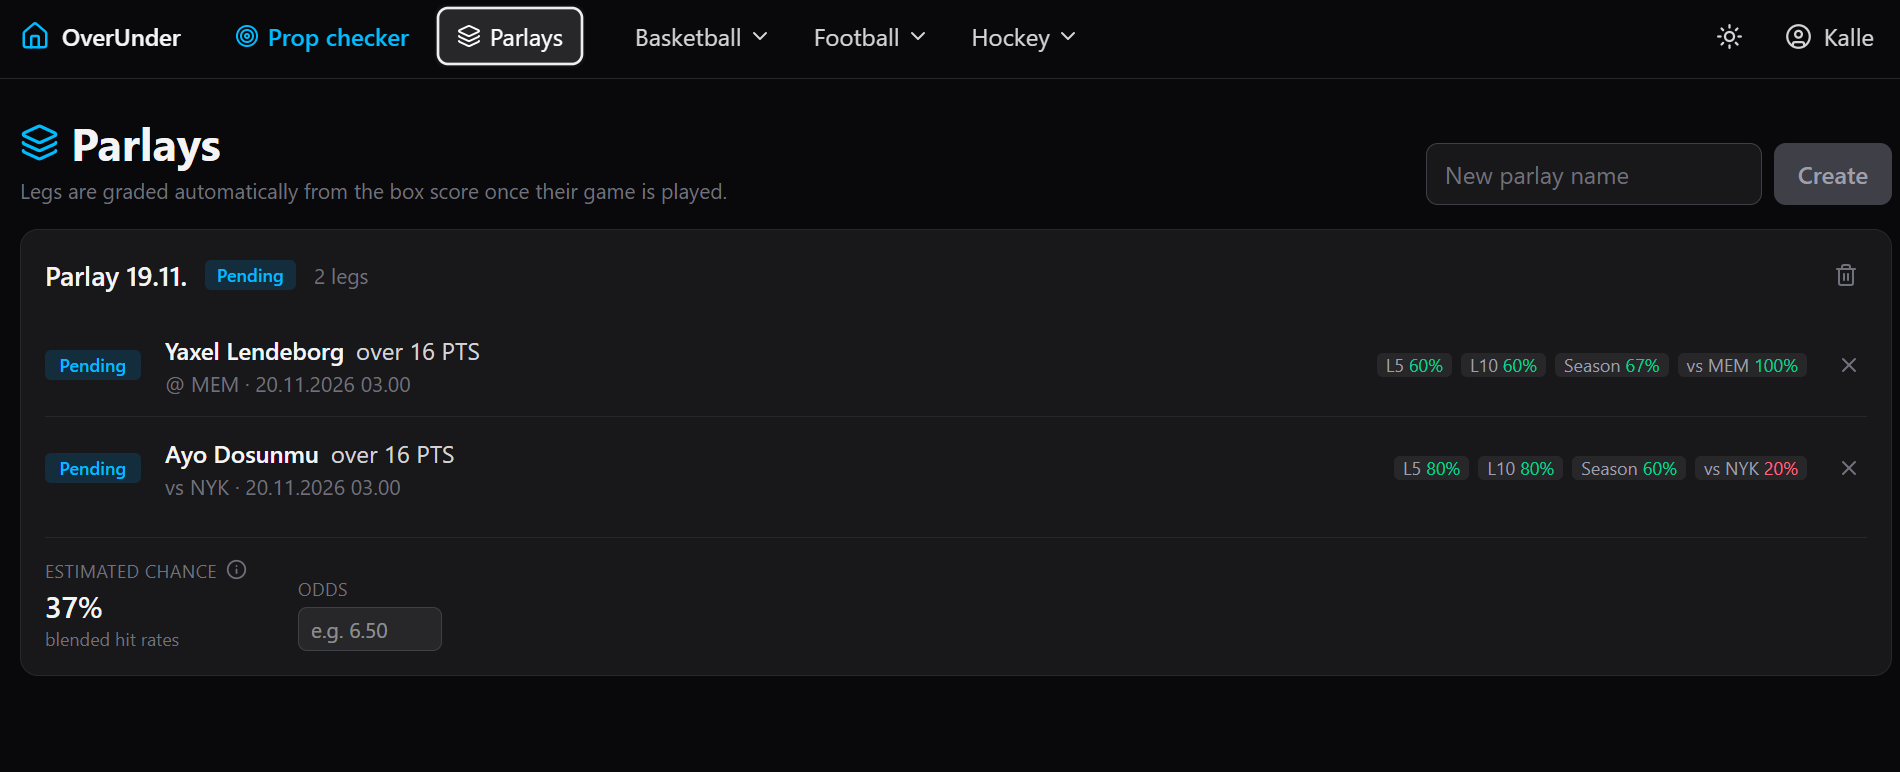 OverUnder Prop checker Parlays Basketball Football Hockey Kalle
Parlays
Legs are graded automatically from the box score once their game is played.
New parlay name Create
Parlay 19.11. Pending 2 legs
Pending Yaxel Lendeborg over 16 PTS
@ MEM · 20.11.2026 03.00
L5 60% L10 60% Season 67% vs MEM 100%
Pending Ayo Dosunmu over 16 PTS
vs NYK · 20.11.2026 03.00
L5 80% L10 80% Season 60% vs NYK 20%
ESTIMATED CHANCE
37%
blended hit rates
ODDS
e.g. 6.50